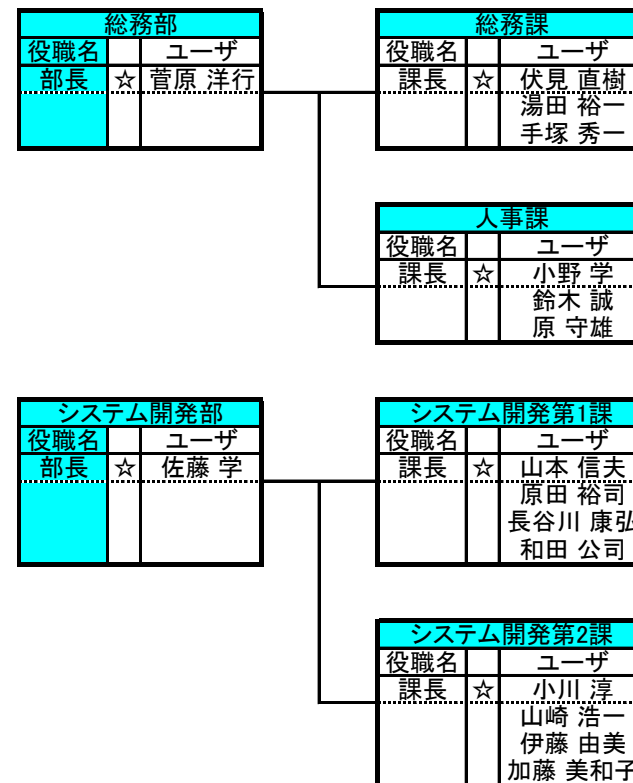 総務部
役職名 ユーザ
部長 ☆ 菅原 洋行
総務課
役職名 ユーザ
課長 ☆ 伏見 直樹
湯田 裕一
手塚 秀一
人事課
役職名 ユーザ
課長 ☆ 小野 学
鈴木 誠
原 守雄
システム開発部
役職名 ユーザ
部長 ☆ 佐藤 学
システム開発第1課
役職名 ユーザ
課長 ☆ 山本 信夫
原田 裕司
長谷川 康弘
和田 公司
システム開発第2課
役職名 ユーザ
課長 ☆ 小川 淳
山崎 浩一
伊藤 由美
加藤 美和子